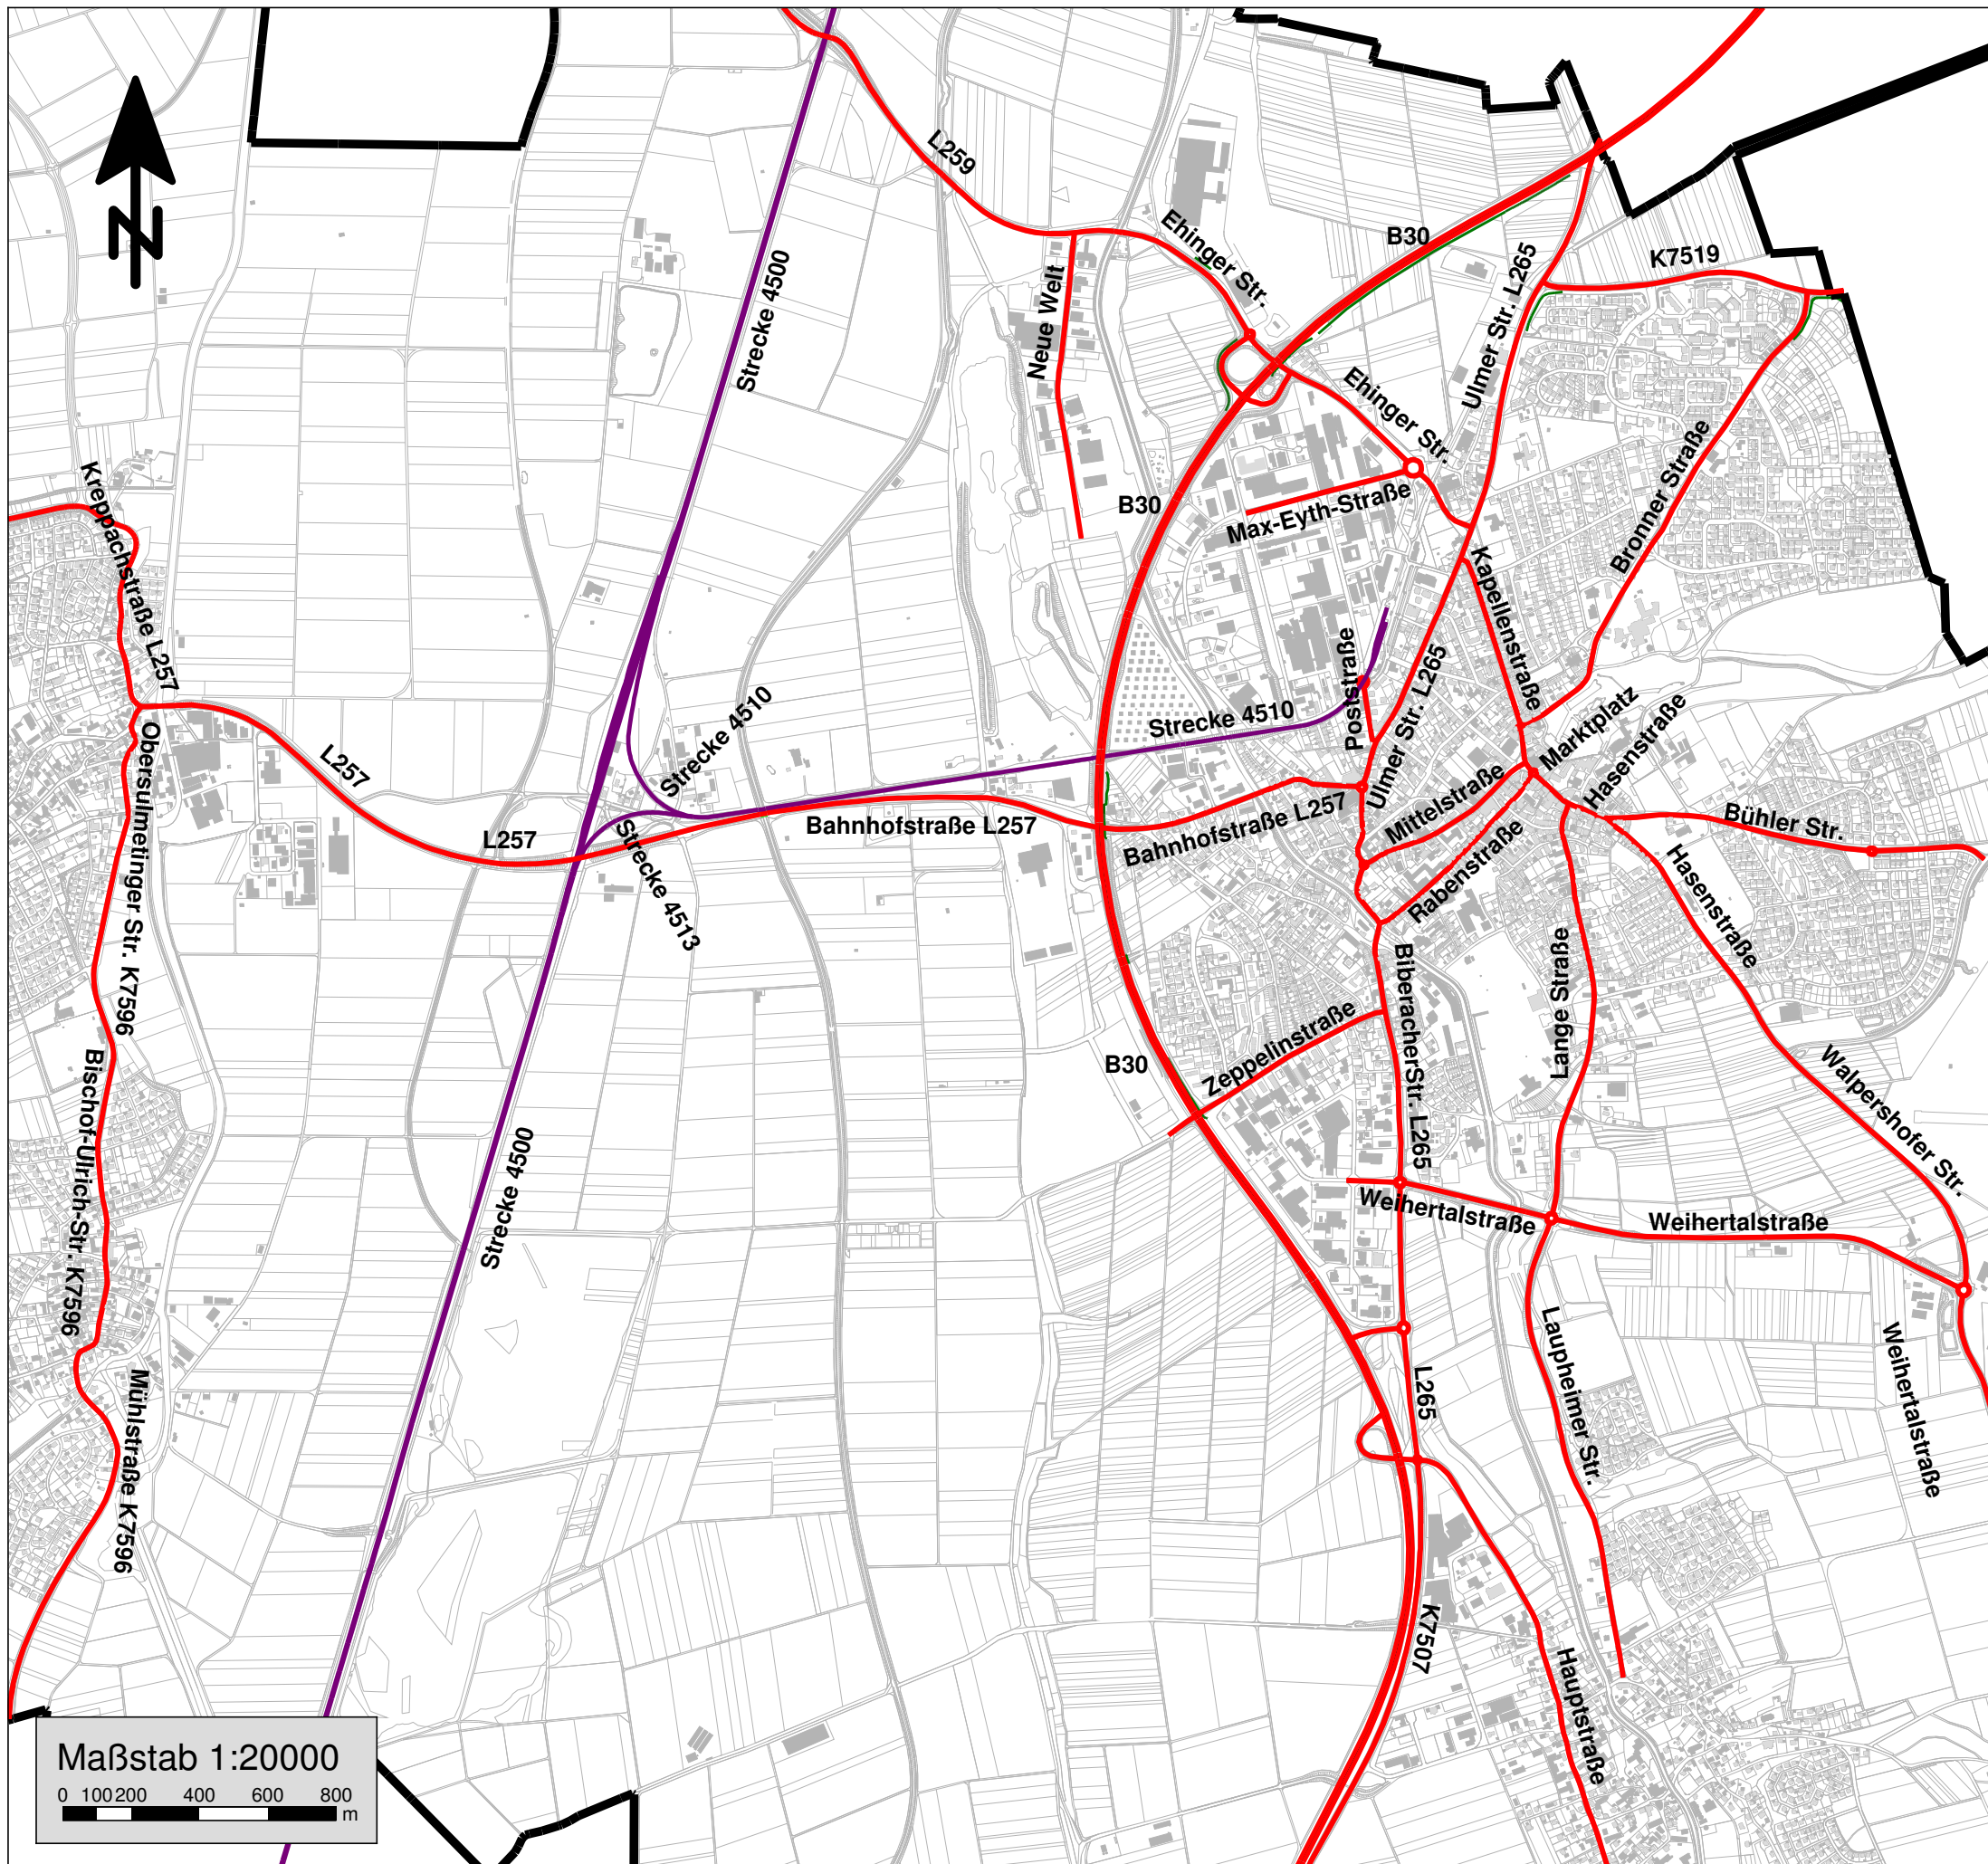 N
L259
Ehinger Str.
B30
K7519
Ulmer Str. L265
Strecke 4500
Neue Welt
Ehinger Str.
Bronner Straße
Kreppachstraße L257
B30
Max-Eyth-Straße
Kapellenstraße
Poststraße
Ulmer Str. L265
Strecke 4510
Strecke 4510
Marktplatz
Hasenstraße
Obersulmetinger Str. K7596
L257
L257
Strecke 4513
Bahnhofstraße L257
Bahnhofstraße L257
Mittelstraße
Rabenstraße
Bühler Str.
Hasenstraße
Lange Straße
BiberacherStr. L265
Zeppelinstraße
B30
Bischof-Ulrich-Str. K7596
Walpershofer Str.
Strecke 4500
Weihertalstraße
Weihertalstraße
Laupheimer Str.
Weihertalstraße
L265
Mühlstraße K7596
K7507
Hauptstraße
Maßstab 1:20000
0 100 200 400 600 800
m